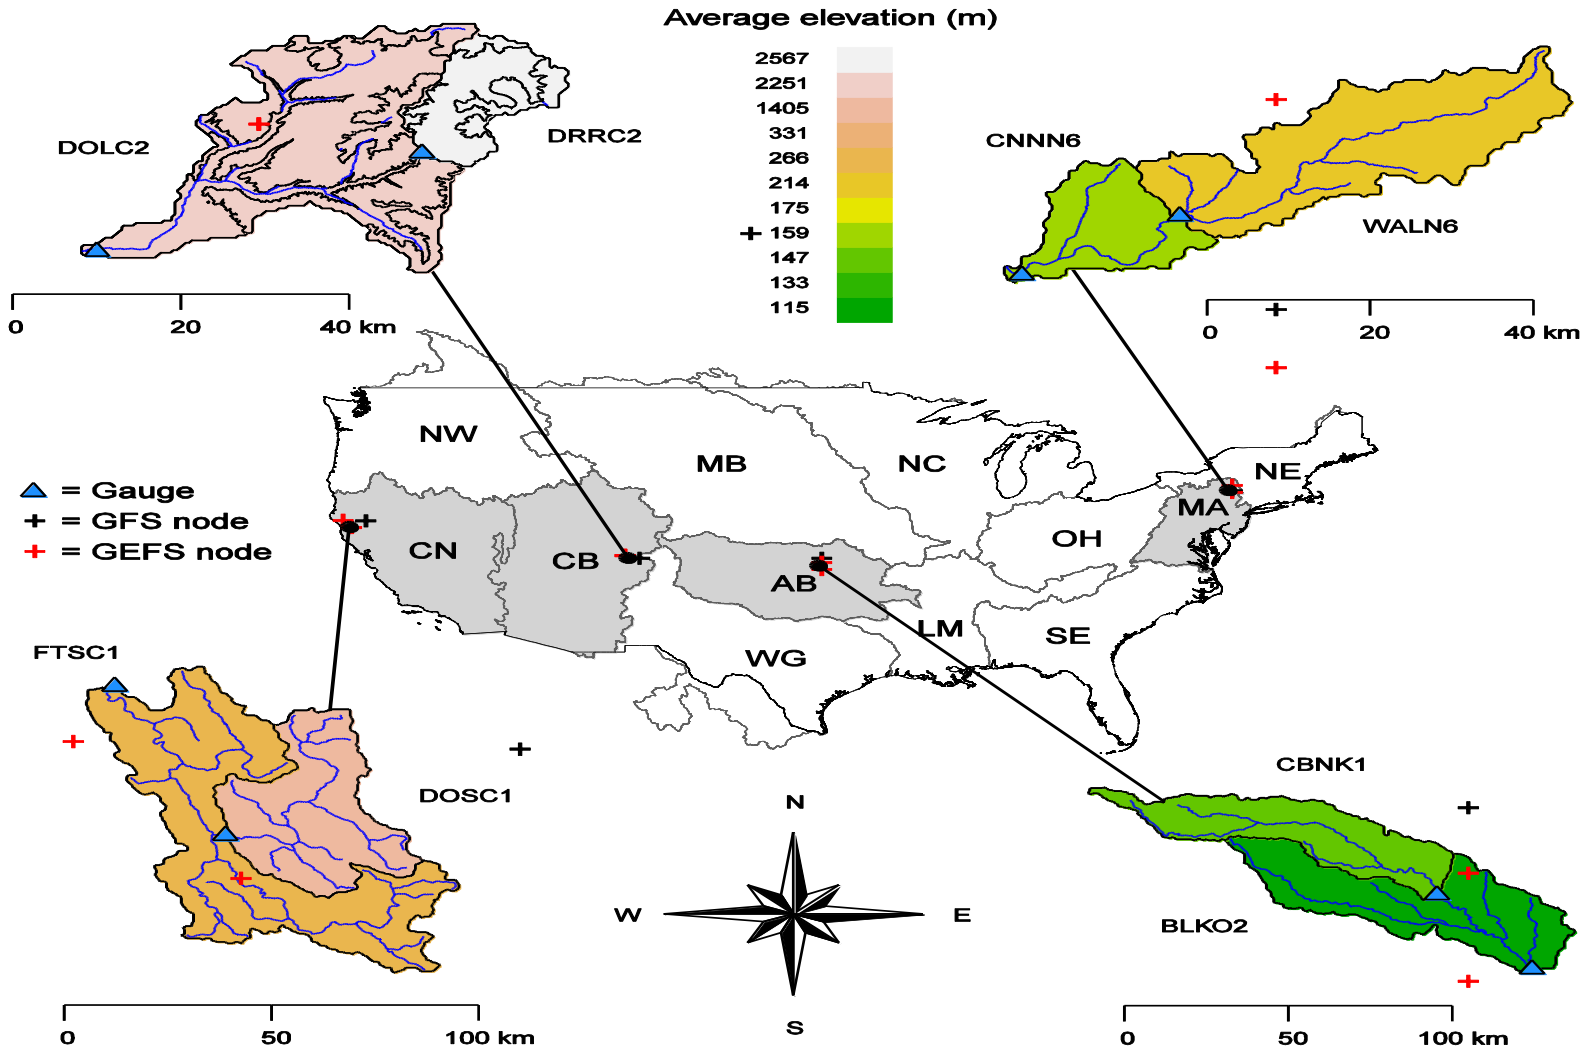 Average elevation (m)
2567
2251
1405
331
266
214
175
159
147
133
115
DOLC2
DRRC2
0 20 40 km
CNNN6
WALN6
0 20 40 km
NW
MB
NC
NE
MA
OH
CN
CB
AB
LM
SE
WG
= Gauge
= GFS node
= GEFS node
FTSC1
DOSC1
0 50 100 km
N
W E
S
CBNK1
BLKO2
0 50 100 km